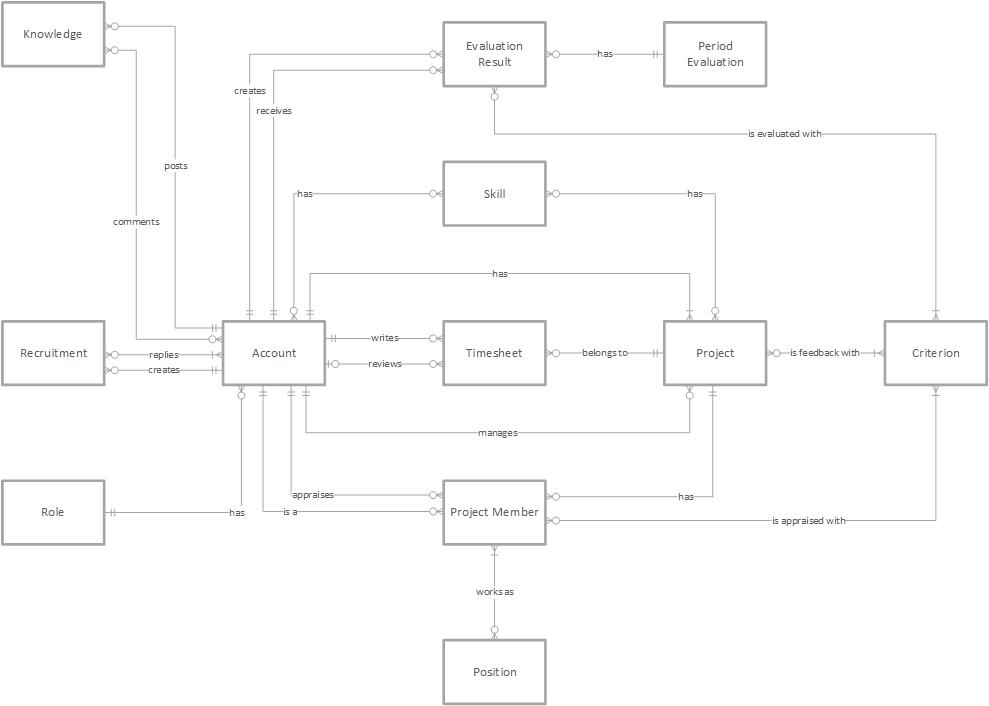 Knowledge
Evaluation
Result
has
Period
Evaluation
creates
receives
is evaluated with
posts
has
Skill
has
comments
has
Recruitment
replies
creates
Account
writes
reviews
Timesheet
belongs to
Project
is feedback with
Criterion
manages
appraises
is a
has
Role
has
Project Member
is appraised with
works as
Position